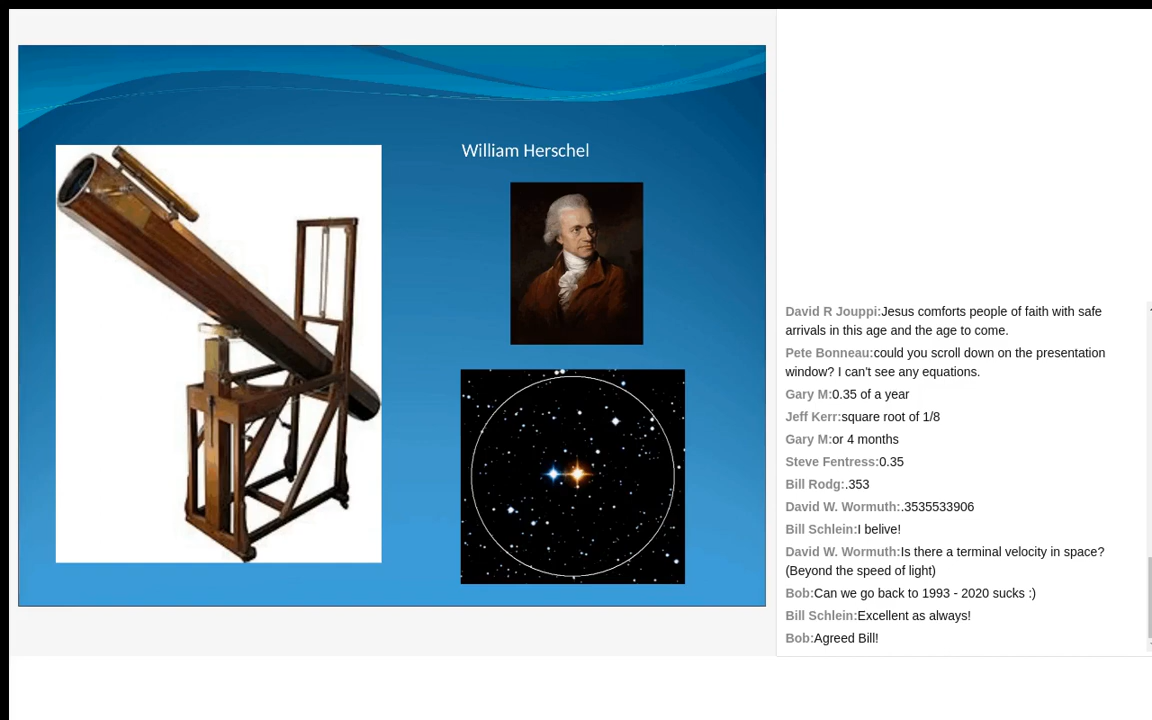 William Herschel
David R Jouppi:Jesus comforts people of faith with safe
arrivals in this age and the age to come.
Pete Bonneau:could you scroll down on the presentation
window? I can't see any equations.
Gary M:0.35 of a year
Jeff Kerr:square root of 1/8
Gary M:or 4 months
Steve Fentress:0.35
Bill Rodg:.353
David W. Wormuth:.3535533906
Bill Schlein:I belive!
David W. Wormuth:Is there a terminal velocity in space?
(Beyond the speed of light)
Bob:Can we go back to 1993 - 2020 sucks :)
Bill Schlein:Excellent as always!
Bob:Agreed Bill!